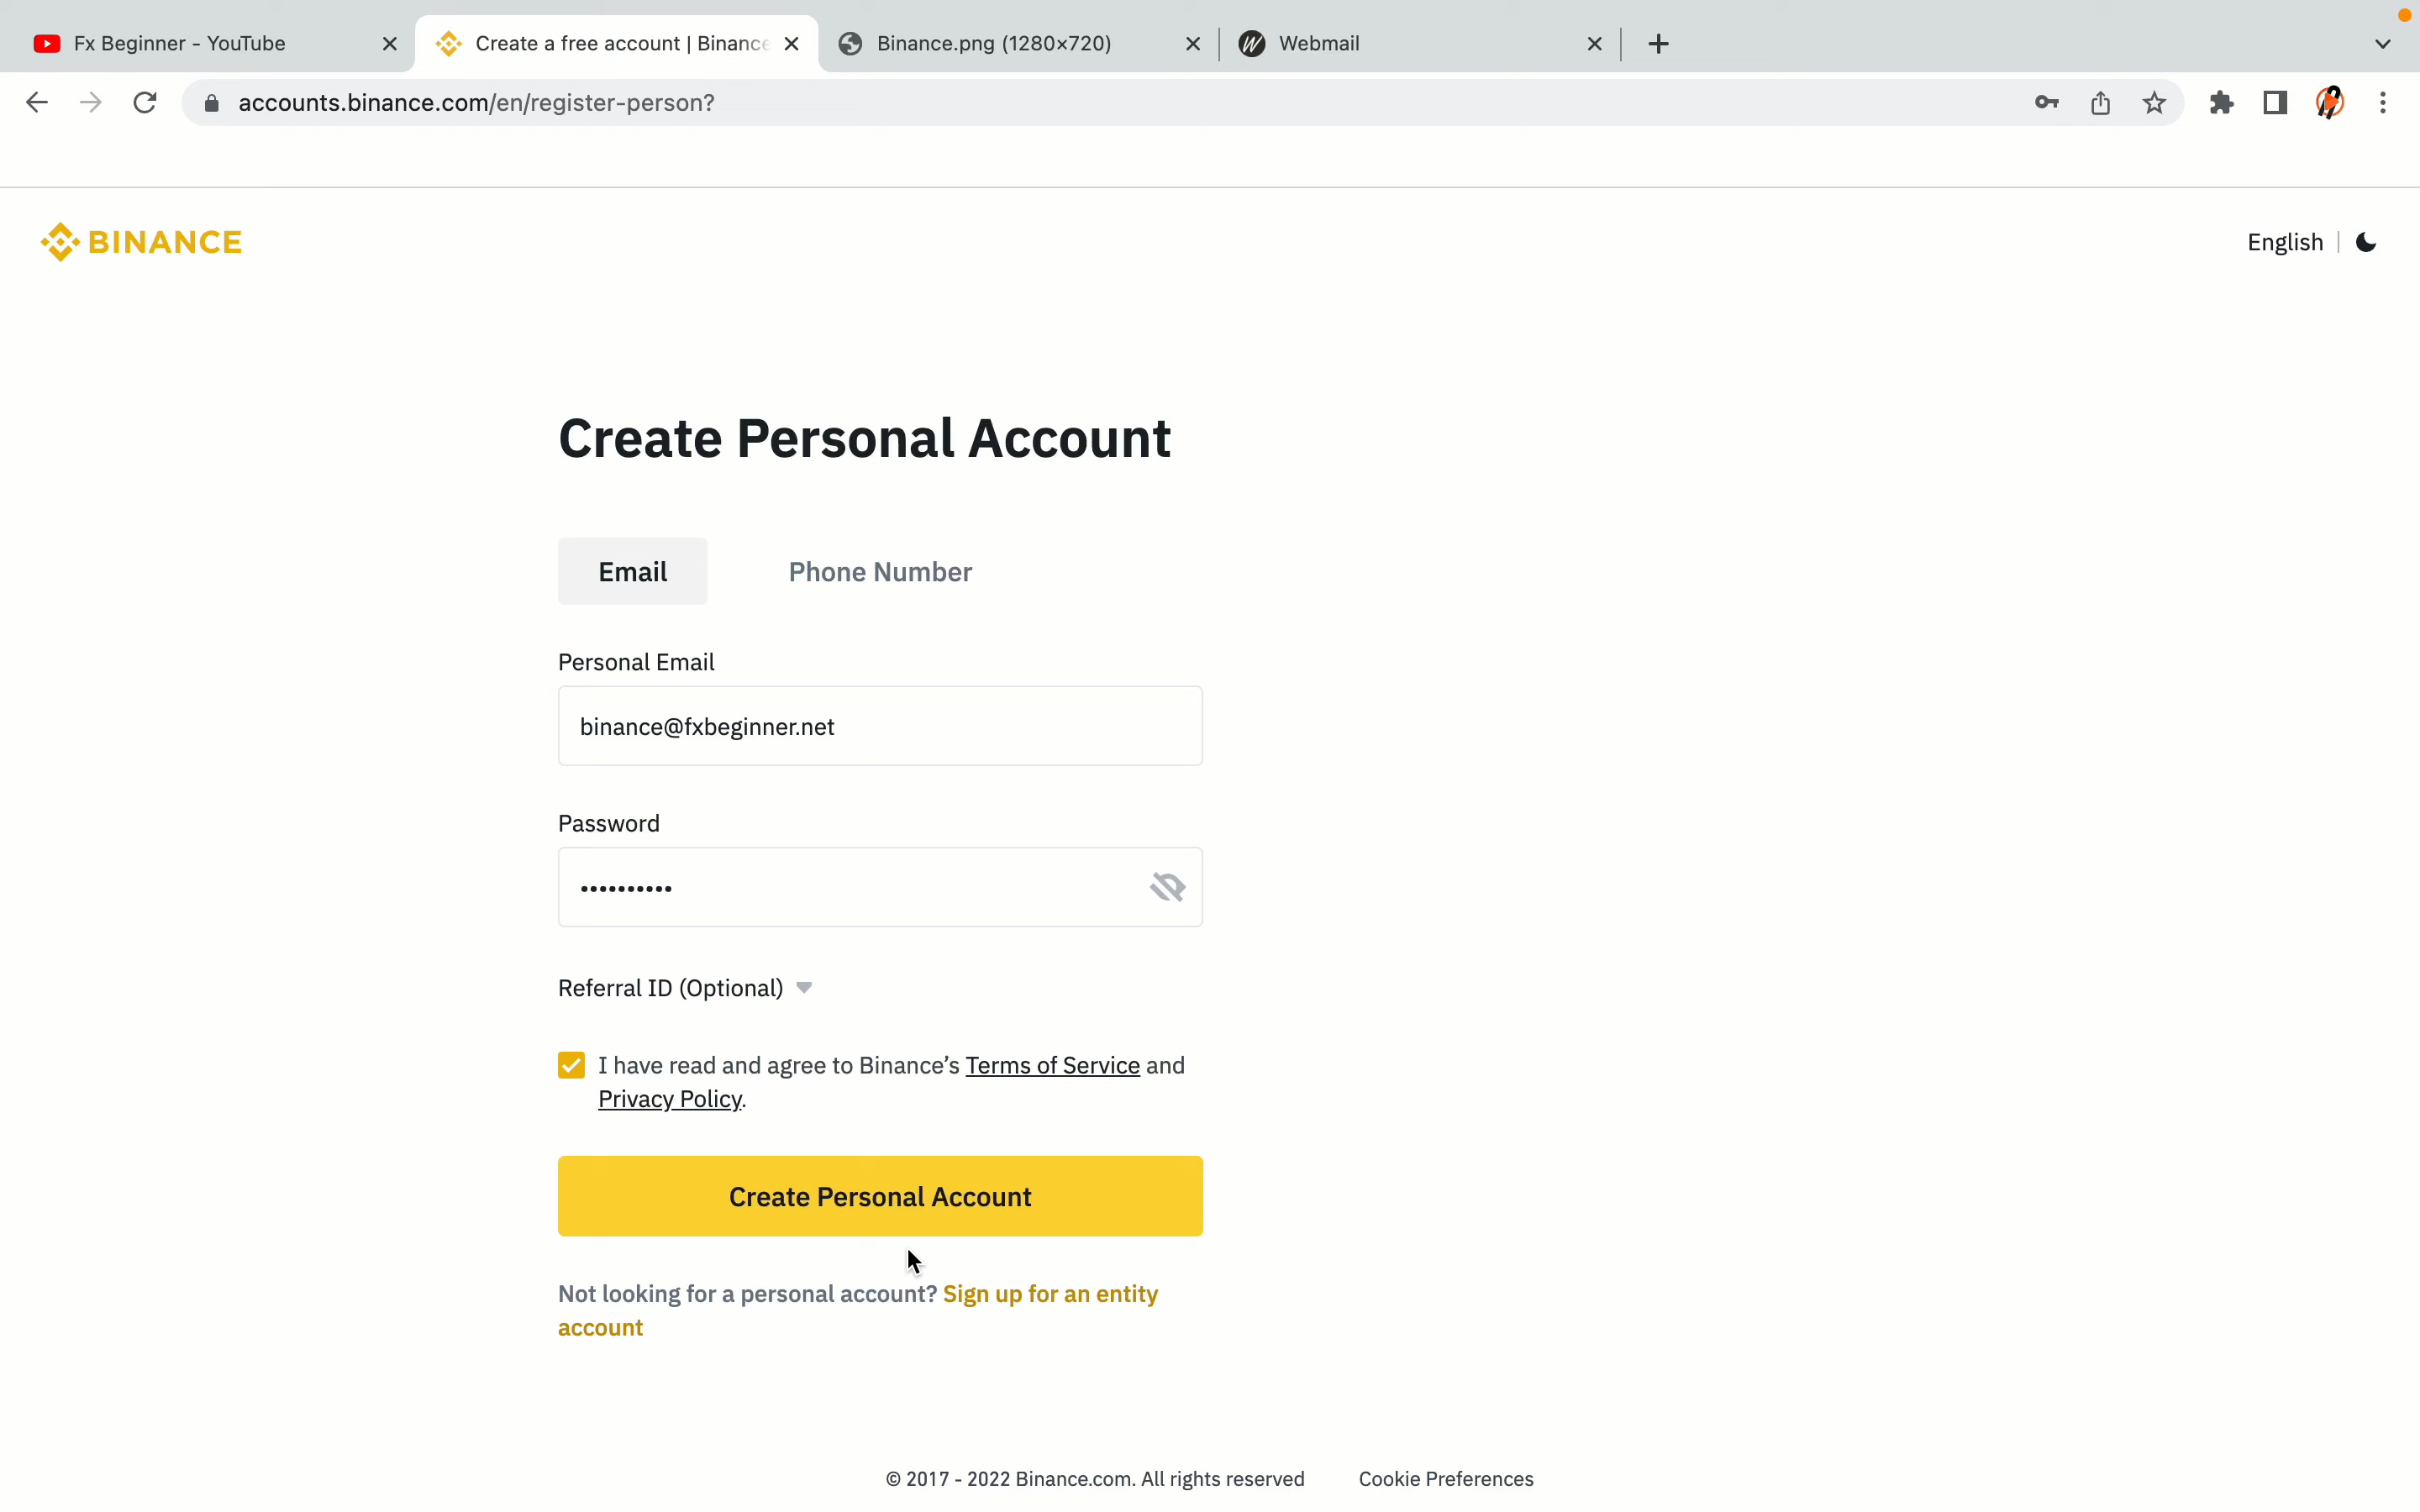 Fx Beginner - YouTube
Create a free account | Binance
Binance.png (1280×720)
Webmail
accounts.binance.com/en/register-person?
BINANCE
English
Create Personal Account
Email
Phone Number
Personal Email
binance@fxbeginner.net
Password
••••••••••
Referral ID (Optional)
I have read and agree to Binance’s Terms of Service and
Privacy Policy.
Create Personal Account
Not looking for a personal account? Sign up for an entity
account
© 2017 - 2022 Binance.com. All rights reserved
Cookie Preferences